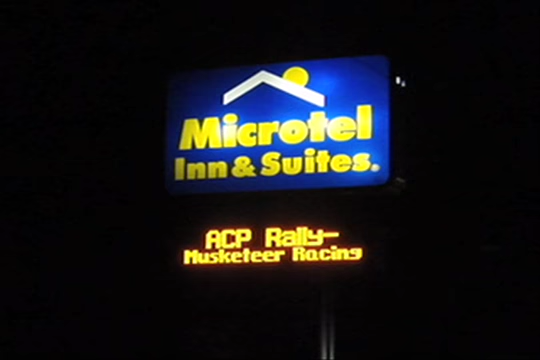 Microtel
Inn & Suites.
ACP Rally-
Musketeer Racing